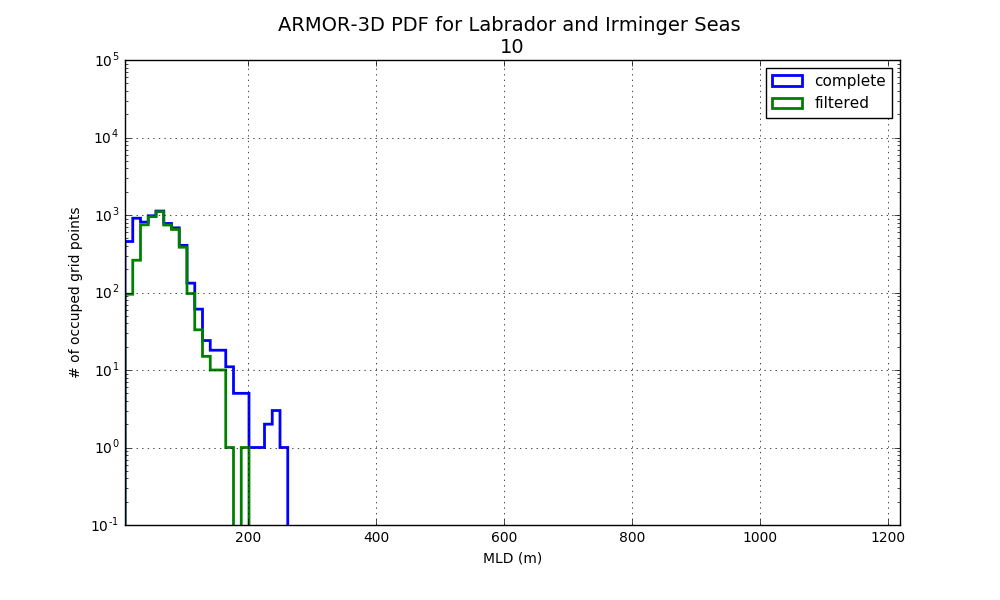 ARMOR-3D PDF for Labrador and Irminger Seas
10
complete
filtered
# of occuped grid points
10^5
10^4
10^3
10^2
10^1
10^0
10^-1
200 400 600 800 1000 1200
MLD (m)